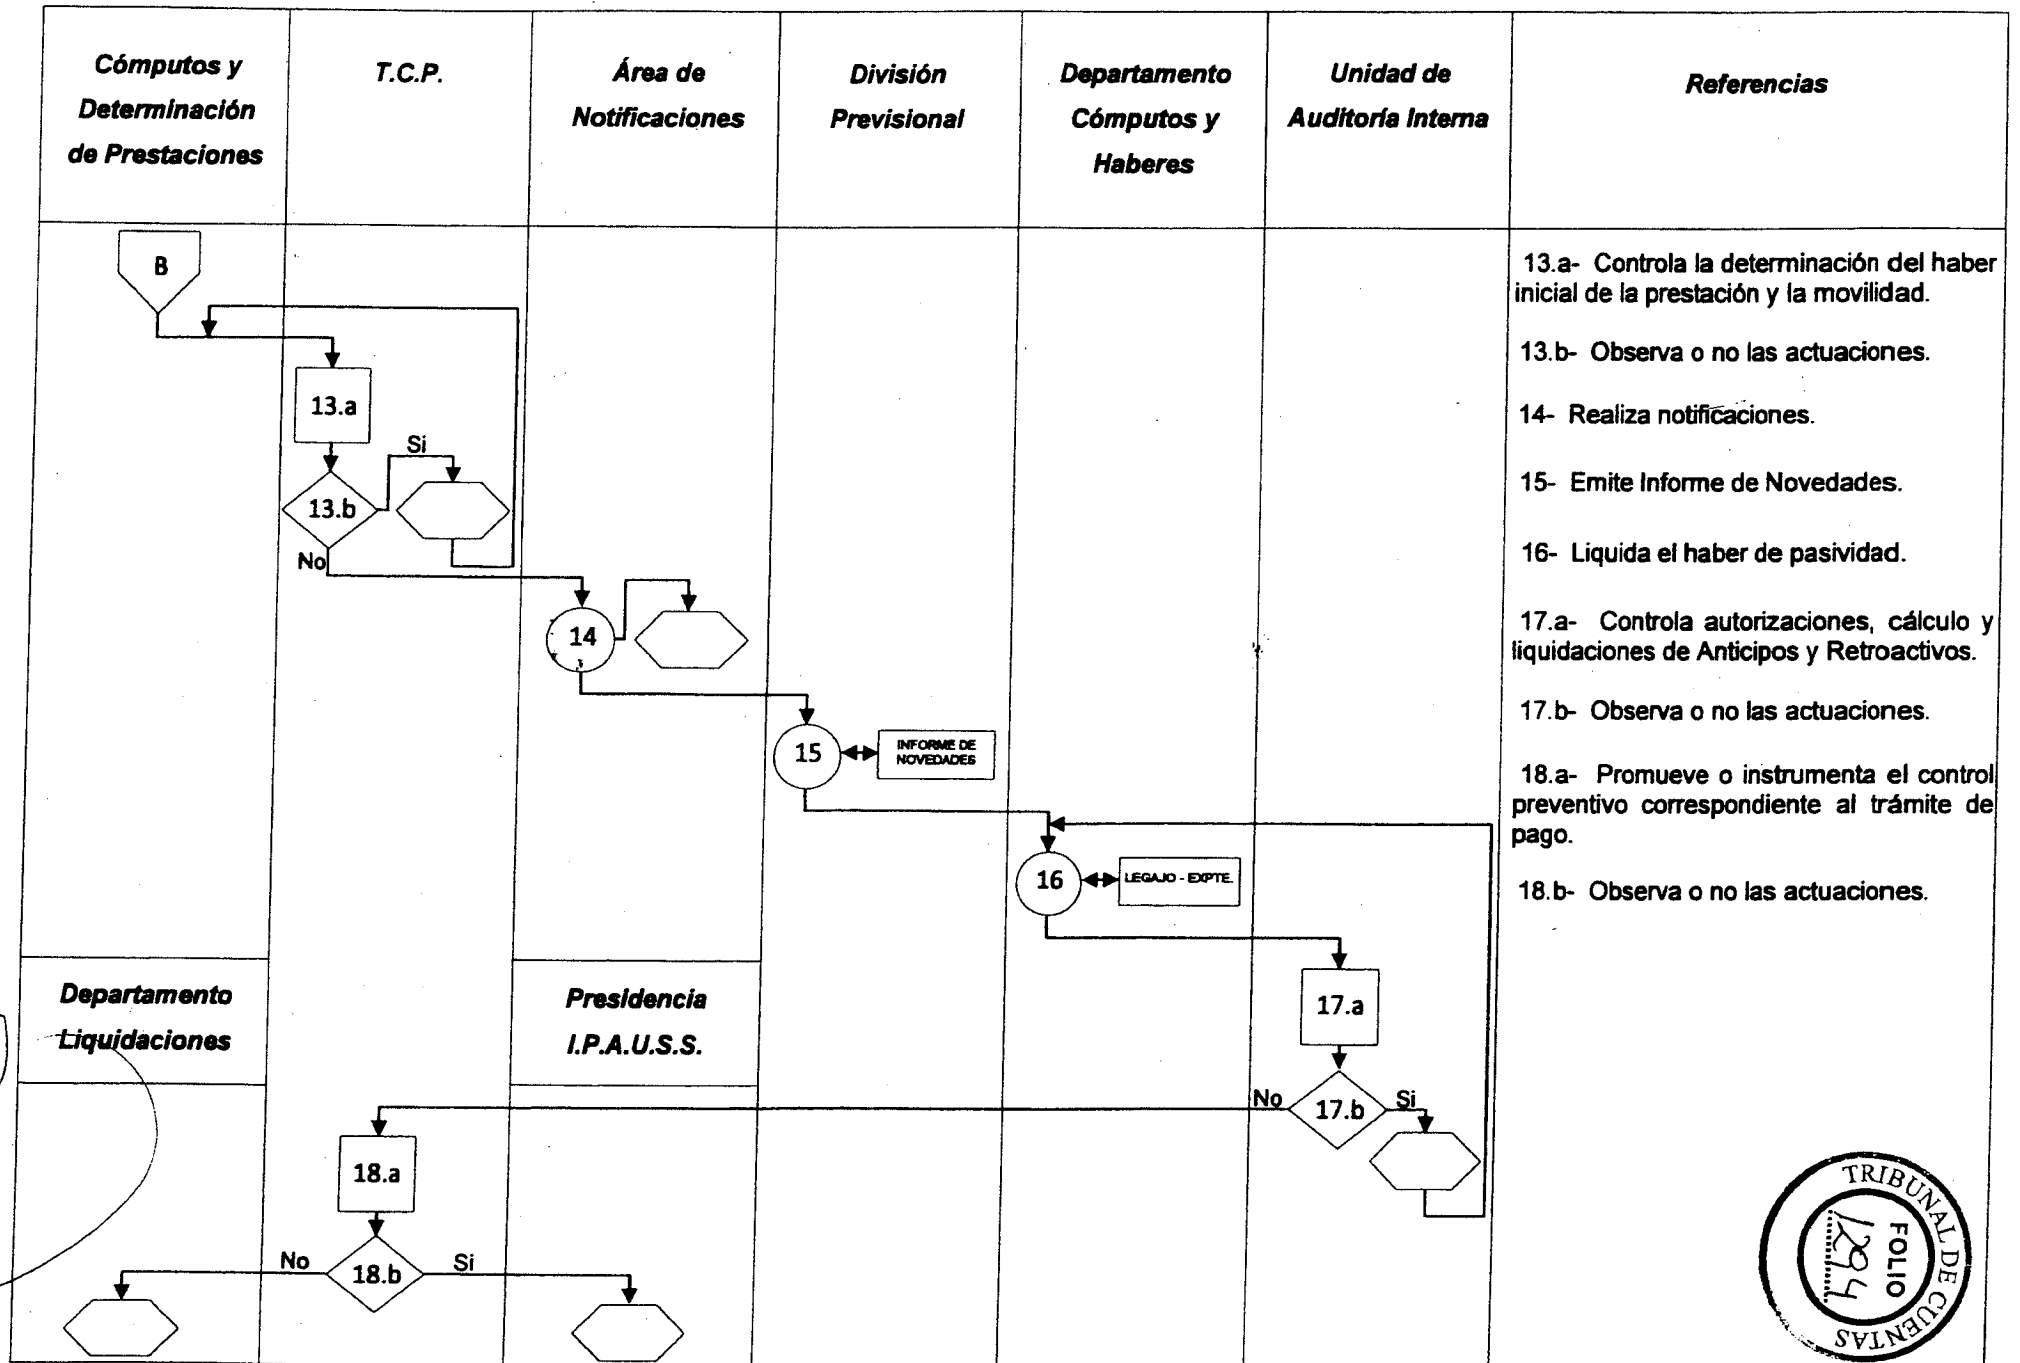 Cómputos y
Determinación
de Prestaciones
T.C.P.
Área de
Notificaciones
División
Previsional
Departamento
Cómputos y
Haberes
Unidad de
Auditoría Interna
Referencias
B
13.a
Si
13.b
No
14
15
INFORME DE
NOVEDADES
16
LEGAJO - EXPTE.
17.a
No
17.b
Si
Departamento
Liquidaciones
Presidencia
I.P.A.U.S.S.
18.a
No
18.b
Si
13.a- Controla la determinación del haber
inicial de la prestación y la movilidad.
13.b- Observa o no las actuaciones.
14- Realiza notificaciones.
15- Emite Informe de Novedades.
16- Liquida el haber de pasividad.
17.a- Controla autorizaciones, cálculo y
liquidaciones de Anticipos y Retroactivos.
17.b- Observa o no las actuaciones.
18.a- Promueve o instrumenta el control
preventivo correspondiente al trámite de
pago.
18.b- Observa o no las actuaciones.
TRIBUNAL DE CUENTAS
FOLIO
1294